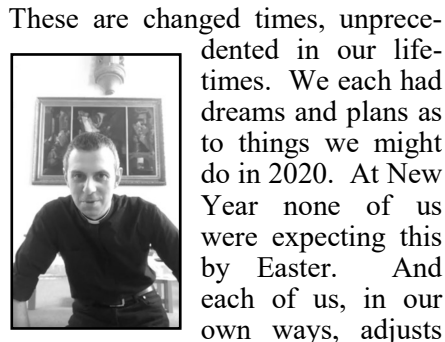 These are changed times, unprece-
dented in our life-
times. We each had
dreams and plans as
to things we might
do in 2020. At New
Year none of us
were expecting this
by Easter. And
each of us, in our
own ways, adjusts